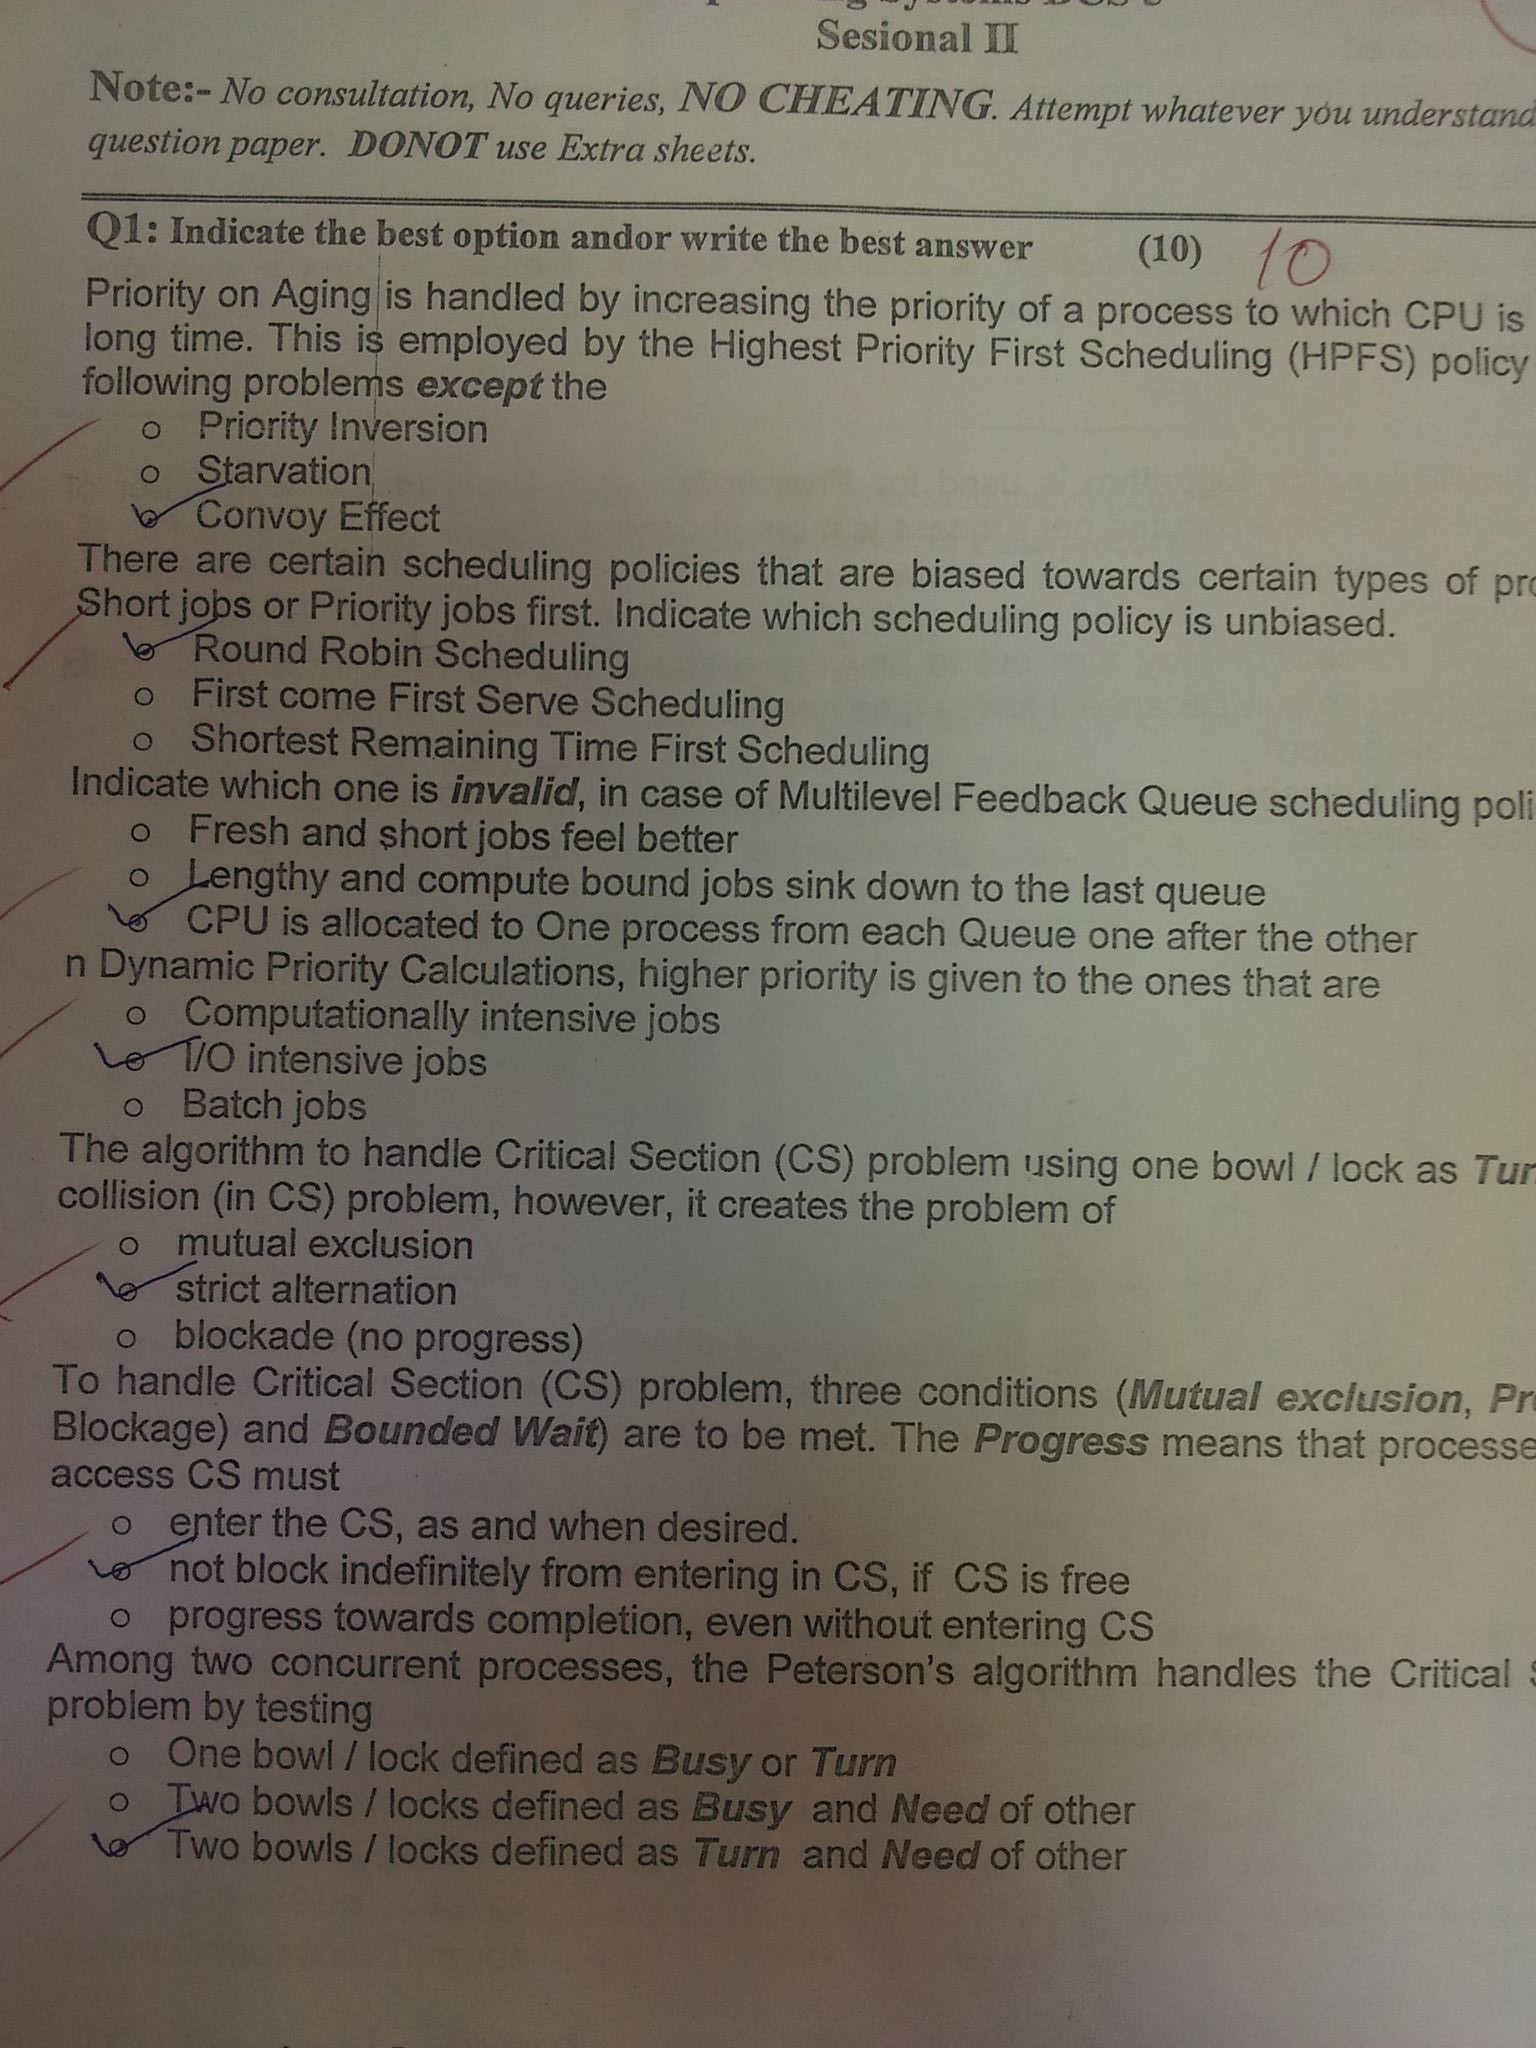 Sesional II
Note:- No consultation, No queries, NO CHEATING. Attempt whatever you understand
question paper. DONOT use Extra sheets.
Q1: Indicate the best option andor write the best answer (10) 10
Priority on Aging is handled by increasing the priority of a process to which CPU is
long time. This is employed by the Highest Priority First Scheduling (HPFS) policy
following problems except the
o Priority Inversion
o Starvation
o Convoy Effect
There are certain scheduling policies that are biased towards certain types of
Short jobs or Priority jobs first. Indicate which scheduling policy is unbiased.
o Round Robin Scheduling
o First come First Serve Scheduling
o Shortest Remaining Time First Scheduling
Indicate which one is invalid, in case of Multilevel Feedback Queue scheduling poli
o Fresh and short jobs feel better
o Lengthy and compute bound jobs sink down to the last queue
o CPU is allocated to One process from each Queue one after the other
n Dynamic Priority Calculations, higher priority is given to the ones that are
o Computationally intensive jobs
o I/O intensive jobs
o Batch jobs
The algorithm to handle Critical Section (CS) problem using one bowl / lock as Tur
collision (in CS) problem, however, it creates the problem of
o mutual exclusion
o strict alternation
o blockade (no progress)
To handle Critical Section (CS) problem, three conditions (Mutual exclusion, Pr
Blockage) and Bounded Wait) are to be met. The Progress means that processe
access CS must
o enter the CS, as and when desired.
o not block indefinitely from entering in CS, if CS is free
o progress towards completion, even without entering CS
Among two concurrent processes, the Peterson's algorithm handles the Critical
problem by testing
o One bowl / lock defined as Busy or Turn
o Two bowls / locks defined as Busy and Need of other
o Two bowls / locks defined as Turn and Need of other